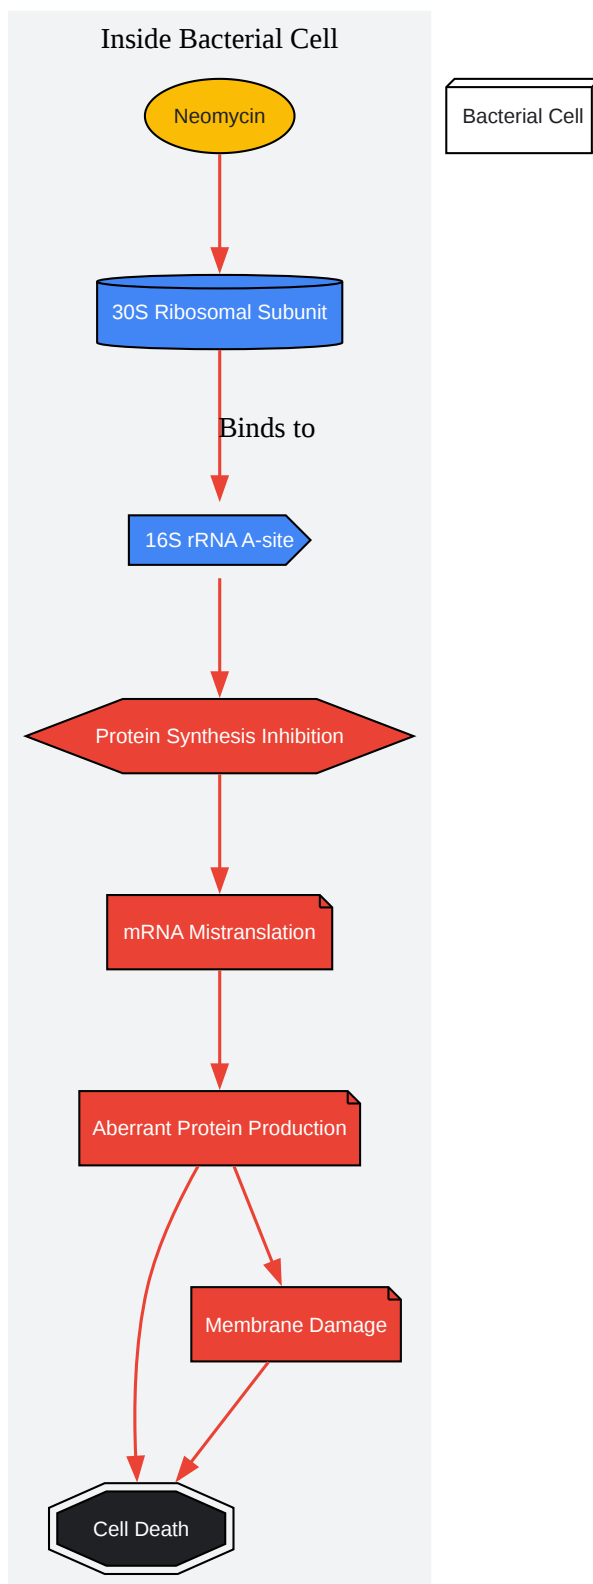 Inside Bacterial Cell
Neomycin
Bacterial Cell
30S Ribosomal Subunit
Binds to
16S rRNA A-site
Protein Synthesis Inhibition
mRNA Mistranslation
Aberrant Protein Production
Membrane Damage
Cell Death